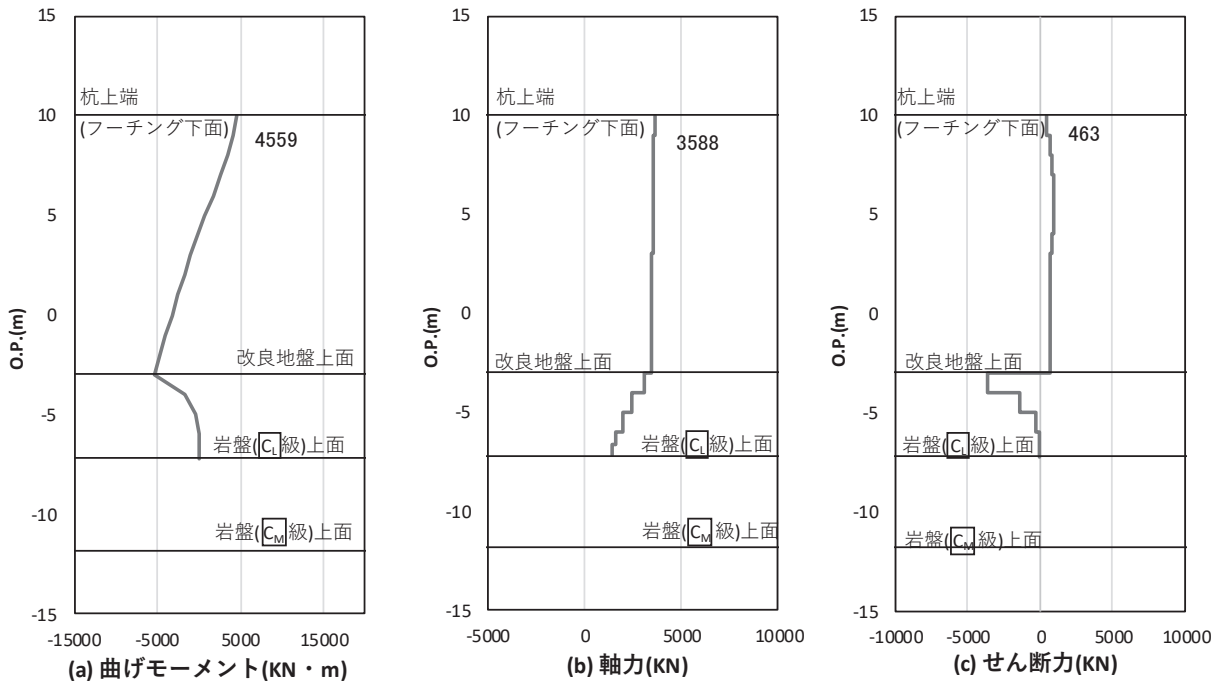 15
10
5
0
-5
-10
-15
O.P.(m)
杭上端
(フーチング下面)
4559
改良地盤上面
岩盤(CL級)上面
岩盤(CM級)上面
-15000
-5000
5000
15000
(a) 曲げモーメント(KN・m)
15
10
5
0
-5
-10
-15
O.P.(m)
杭上端
(フーチング下面)
3588
改良地盤上面
岩盤(CL級)上面
岩盤(CM級)上面
-5000
0
5000
10000
(b) 軸力(KN)
15
10
5
0
-5
-10
-15
O.P.(m)
杭上端
(フーチング下面)
463
改良地盤上面
岩盤(CL級)上面
岩盤(CM級)上面
-10000
-5000
0
5000
10000
(c) せん断力(KN)